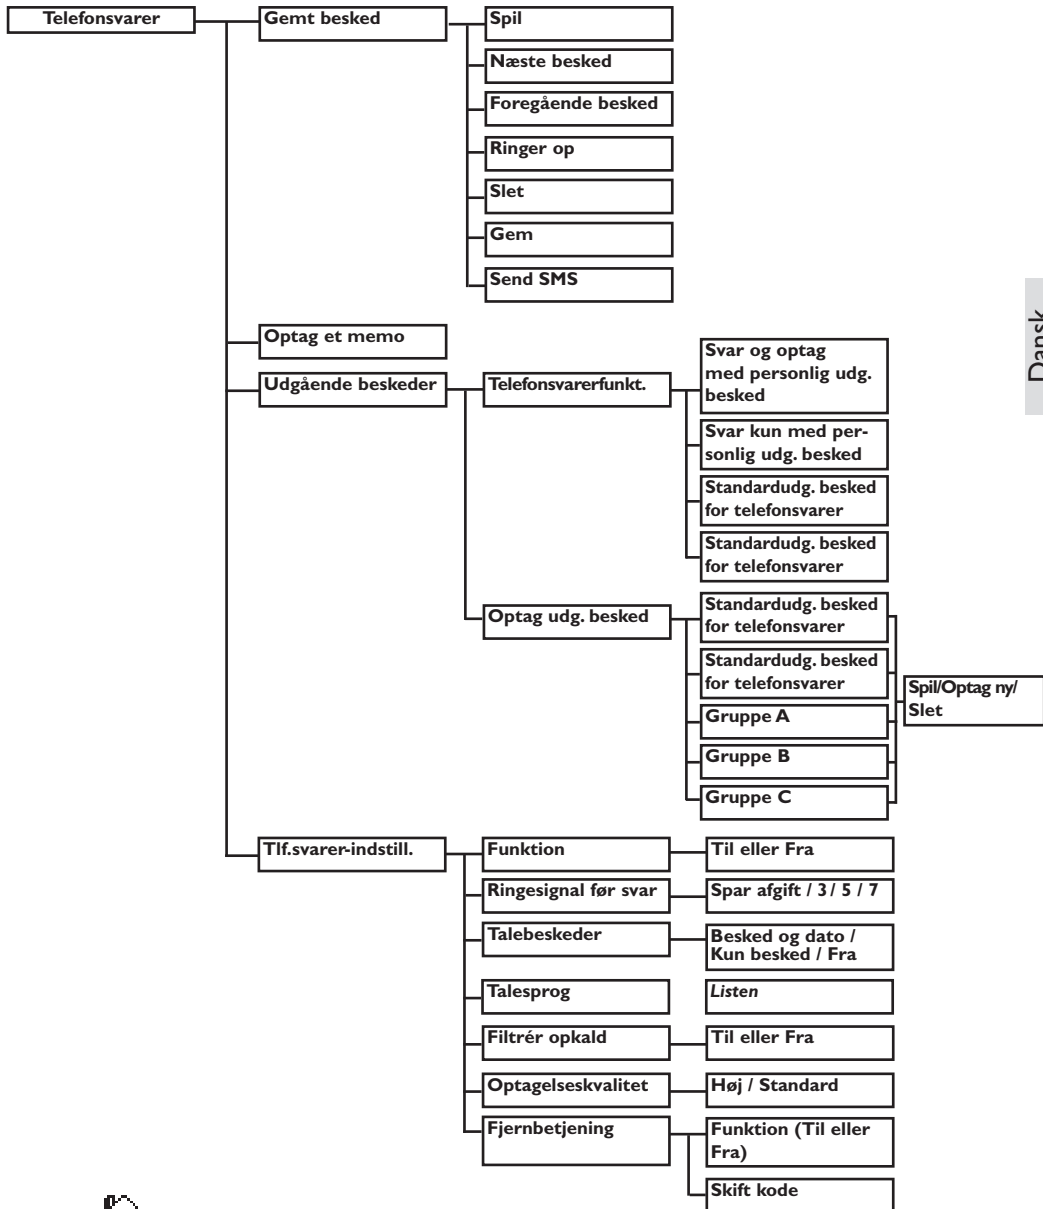 Telefonsvarer
Gemt besked
Spil
Næste besked
Foregående besked
Ringer op
Slet
Gem
Send SMS
Optag et memo
Udgående beskeder
Telefonsvarerfunkt.
Svar og optag
med personlig udg.
besked
Svar kun med per-
sonlig udg. besked
Standardudg. besked
for telefonsvarer
Standardudg. besked
for telefonsvarer
Optag udg. besked
Standardudg. besked
for telefonsvarer
Standardudg. besked
for telefonsvarer
Gruppe A
Gruppe B
Gruppe C
Spil/Optag ny/
Slet
Tlf.svarer-indstill.
Funktion
Til eller Fra
Ringesignal før svar
Spar afgift / 3 / 5 / 7
Talebeskeder
Besked og dato /
Kun besked / Fra
Talesprog
Listen
Filtrér opkald
Til eller Fra
Optagelseskvalitet
Høj / Standard
Fjernbetjening
Funktion (Til eller
Fra)
Skift kode
Dansk